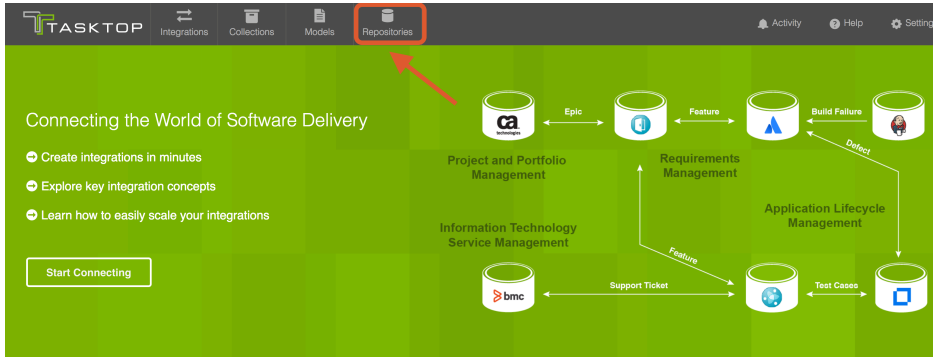 TASKTOP
Integrations
Collections
Models
Repositories
Activity
Help
Setting
Connecting the World of Software Delivery
Create integrations in minutes
Explore key integration concepts
Learn how to easily scale your integrations
Start Connecting
ca
technologies
Epic
Feature
Build Failure
Defect
Project and Portfolio
Management
Requirements
Management
Application Lifecycle
Management
Information Technology
Service Management
Feature
bmc
Support Ticket
Test Cases